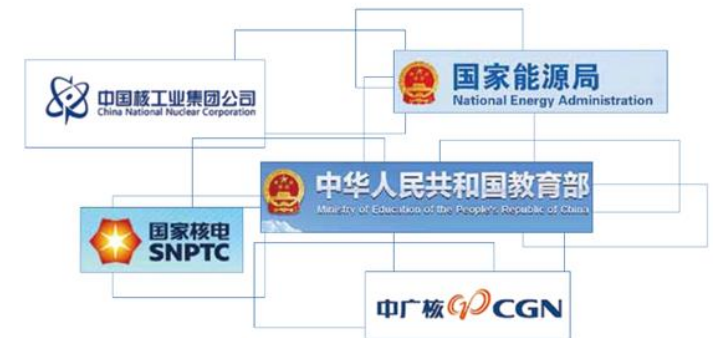 中国核工业集团公司
China National Nuclear Corporation
国家能源局
National Energy Administration
中华人民共和国教育部
Ministry of Education of the People's Republic of China
国家核电
SNPTC
中广核 CGN